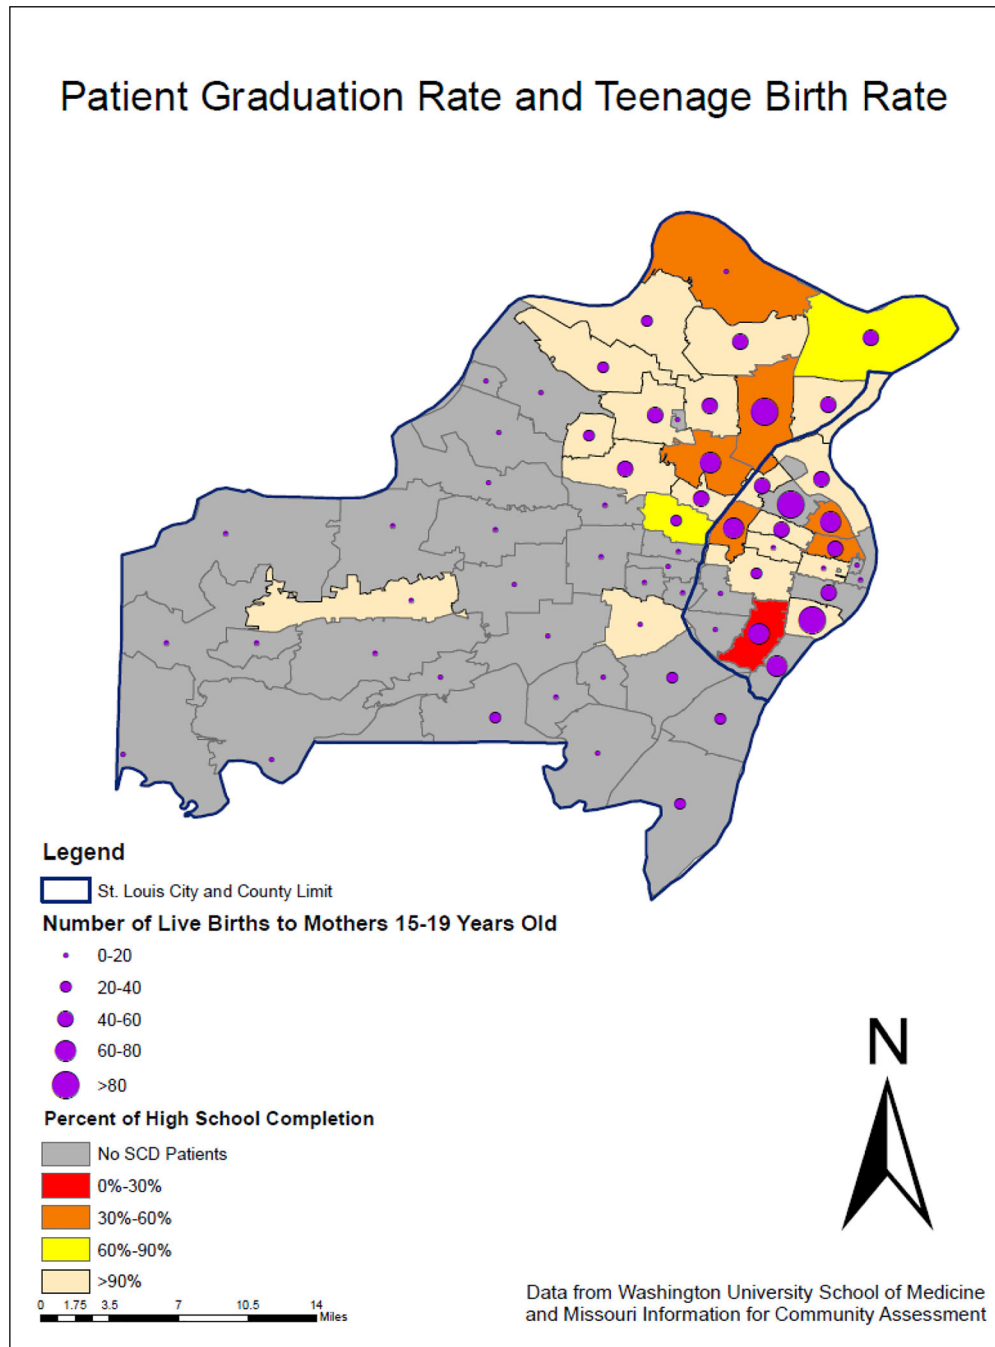 Patient Graduation Rate and Teenage Birth Rate
Legend
St. Louis City and County Limit
Number of Live Births to Mothers 15-19 Years Old
0-20
20-40
40-60
60-80
>80
Percent of High School Completion
No SCD Patients
0%-30%
30%-60%
60%-90%
>90%
0 1.75 3.5 7 10.5 14
Miles
N
Data from Washington University School of Medicine
and Missouri Information for Community Assessment